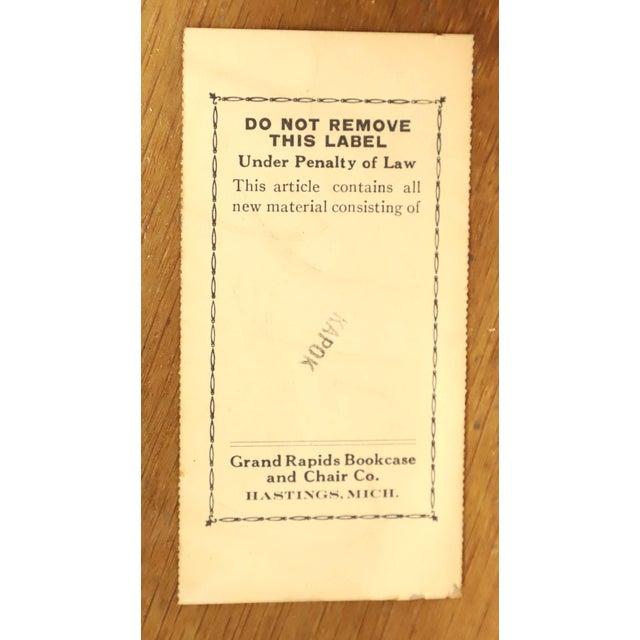 DO NOT REMOVE
THIS LABEL
Under Penalty of Law
This article contains all
new material consisting of
KAPOK
Grand Rapids Bookcase
and Chair Co.
HASTINGS, MICH.